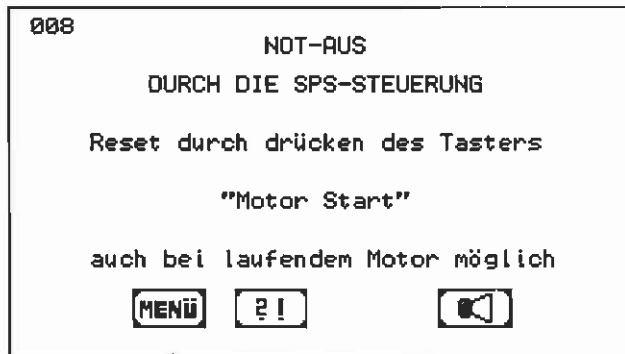 008
NOT-AUS
DURCH DIE SPS-STEUERUNG
Reset durch drücken des Tasters
"Motor Start"
auch bei laufendem Motor möglich
MENÜ ?!